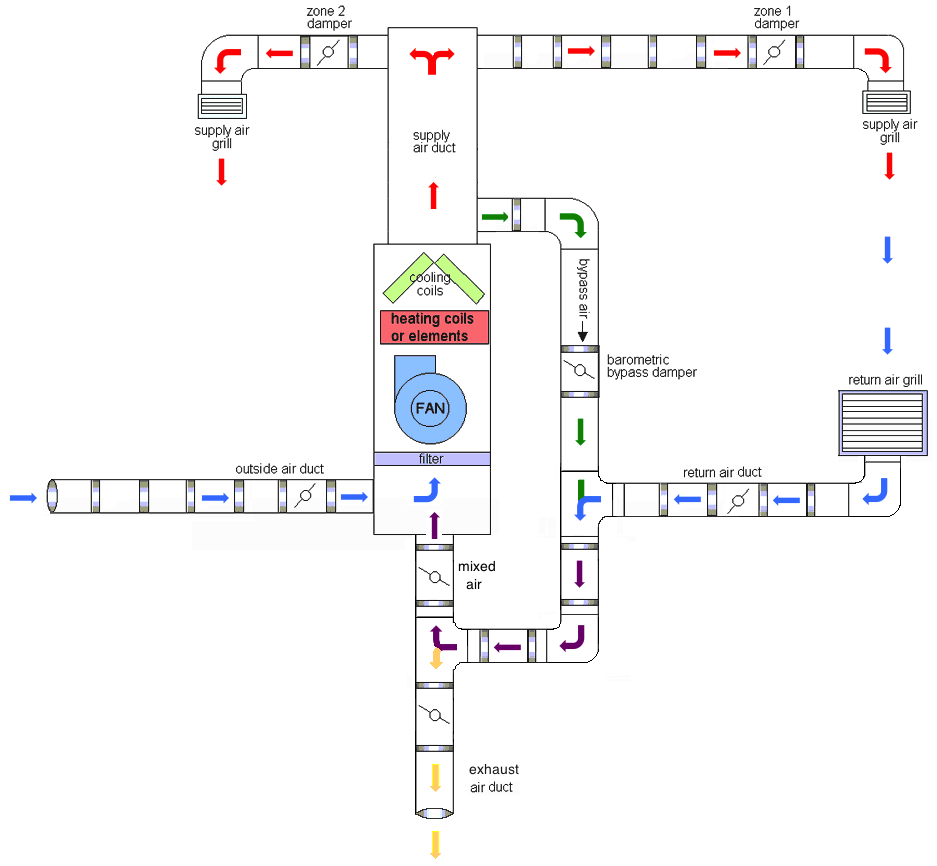 zone 2
damper
zone 1
damper
supply air
grill
supply
air duct
supply air
grill
bypass air
cooling
coils
heating coils
or elements
barometric
bypass damper
FAN
return air grill
filter
outside air duct
return air duct
mixed
air
exhaust
air duct